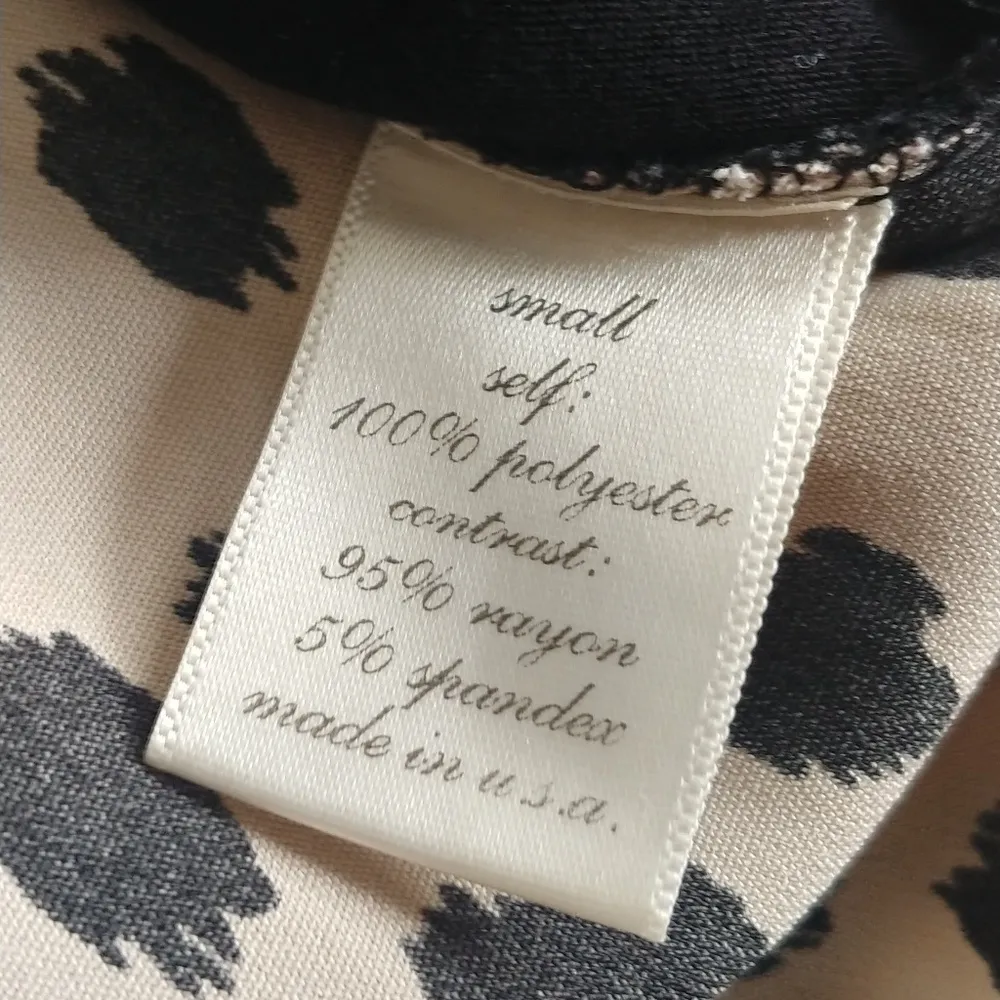 small
self:
100% polyester
contrast:
95% rayon
5% spandex
made in u.s.a.